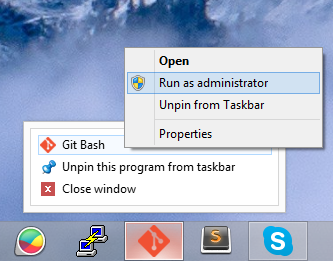 Open
Run as administrator
Unpin from Taskbar
Properties
Git Bash
Unpin this program from taskbar
Close window